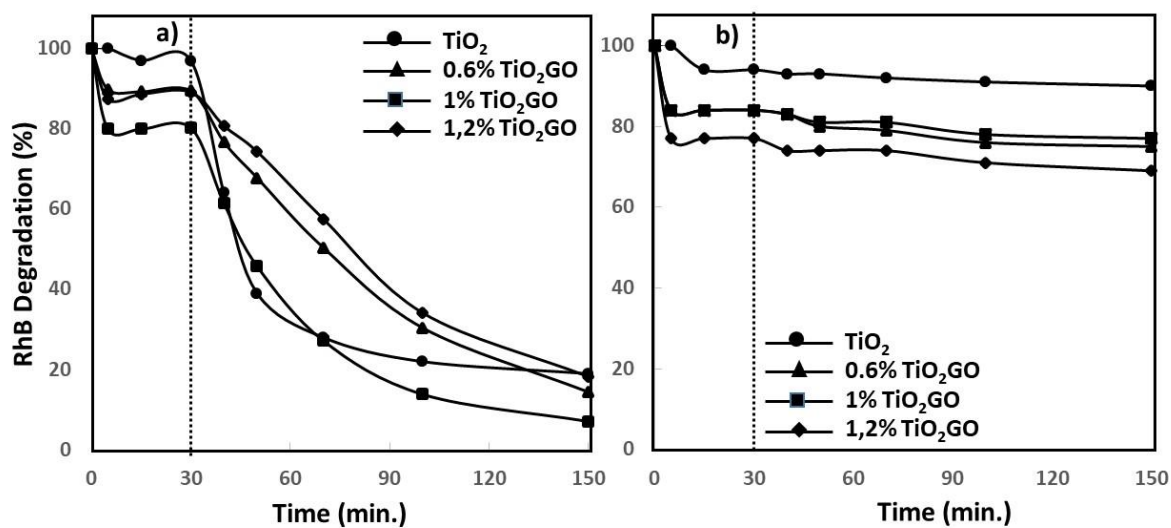 a)
TiO₂
0.6% TiO₂GO
1% TiO₂GO
1,2% TiO₂GO
RhB Degradation (%)
100
80
60
40
20
0
0 30 60 90 120 150
Time (min.)
b)
100
80
60
40
20
0
TiO₂
0.6% TiO₂GO
1% TiO₂GO
1,2% TiO₂GO
0 30 60 90 120 150
Time (min.)